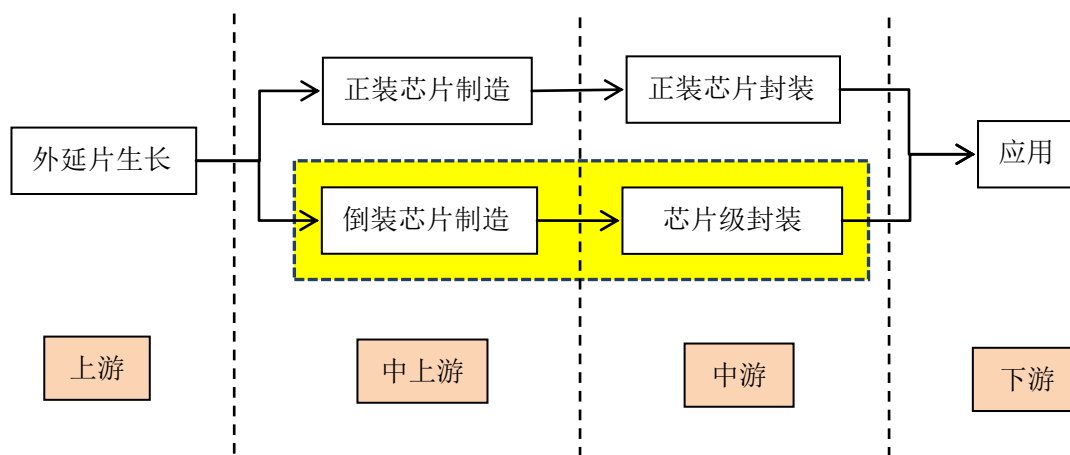 正装芯片制造
正装芯片封装
外延片生长
应用
倒装芯片制造
芯片级封装
上游
中上游
中游
下游